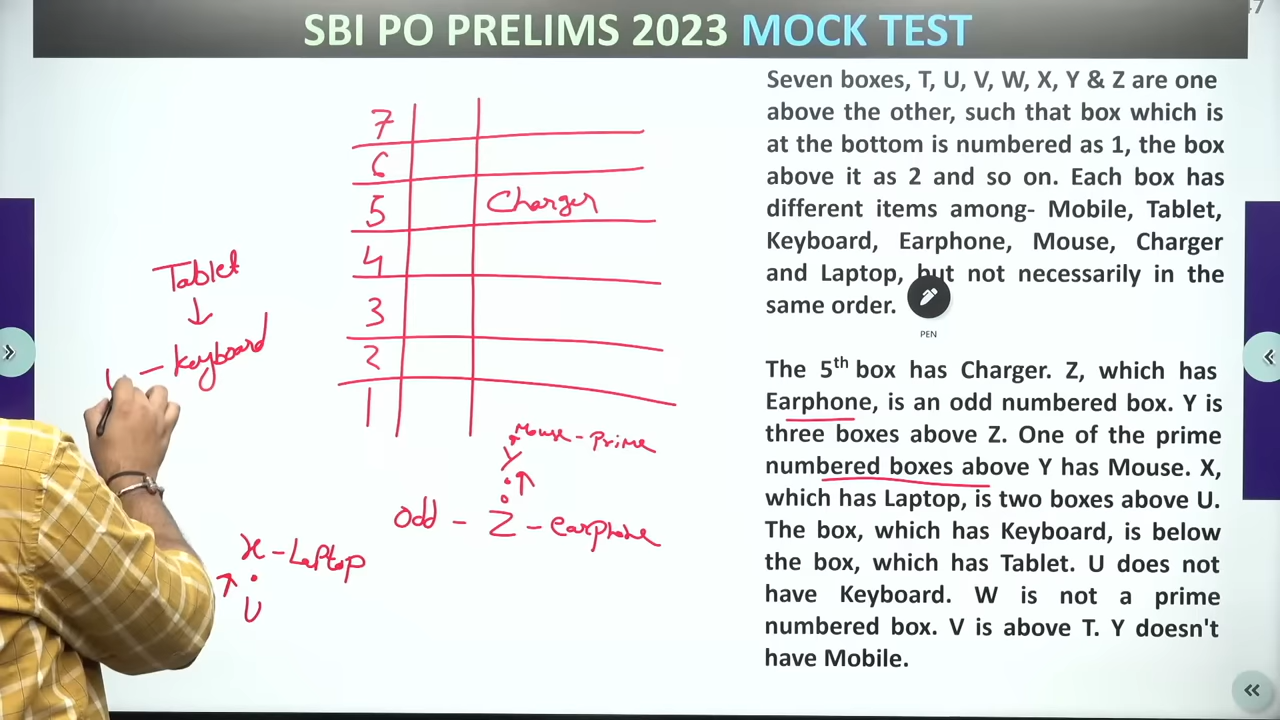 SBI PO PRELIMS 2023 MOCK TEST
Seven boxes, T, U, V, W, X, Y & Z are one
above the other, such that box which is
at the bottom is numbered as 1, the box
above it as 2 and so on. Each box has
different items among- Mobile, Tablet,
Keyboard, Earphone, Mouse, Charger
and Laptop, but not necessarily in the
same order.
PEN
The 5th box has Charger. Z, which has
Earphone, is an odd numbered box. Y is
three boxes above Z. One of the prime
numbered boxes above Y has Mouse. X,
which has Laptop, is two boxes above U.
The box, which has Keyboard, is below
the box, which has Tablet. U does not
have Keyboard. W is not a prime
numbered box. V is above T. Y doesn't
have Mobile.
7
6
5 Charger
4
3
2
1
Tablet
Keyboard
Mouse - Prime
Y
Odd - Z - earphone
x - Laptop
U